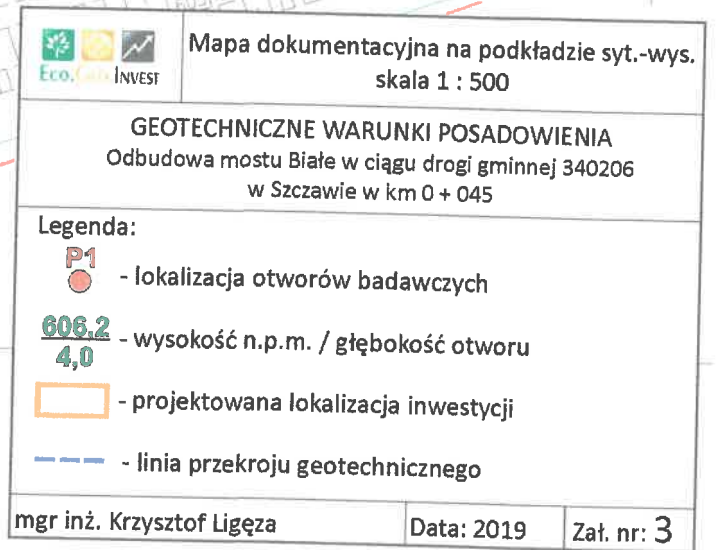 Eco. Geo INVEST
Mapa dokumentacyjna na podkładzie syt.-wys.
skala 1 : 500
GEOTECHNICZNE WARUNKI POSADOWIENIA
Odbudowa mostu Białe w ciągu drogi gminnej 340206
w Szczawie w km 0 + 045
Legenda:
P1
- lokalizacja otworów badawczych
606,2
4,0
- wysokość n.p.m. / głębokość otworu
- projektowana lokalizacja inwestycji
- linia przekroju geotechnicznego
mgr inż. Krzysztof Ligęza
Data: 2019
Zał. nr: 3